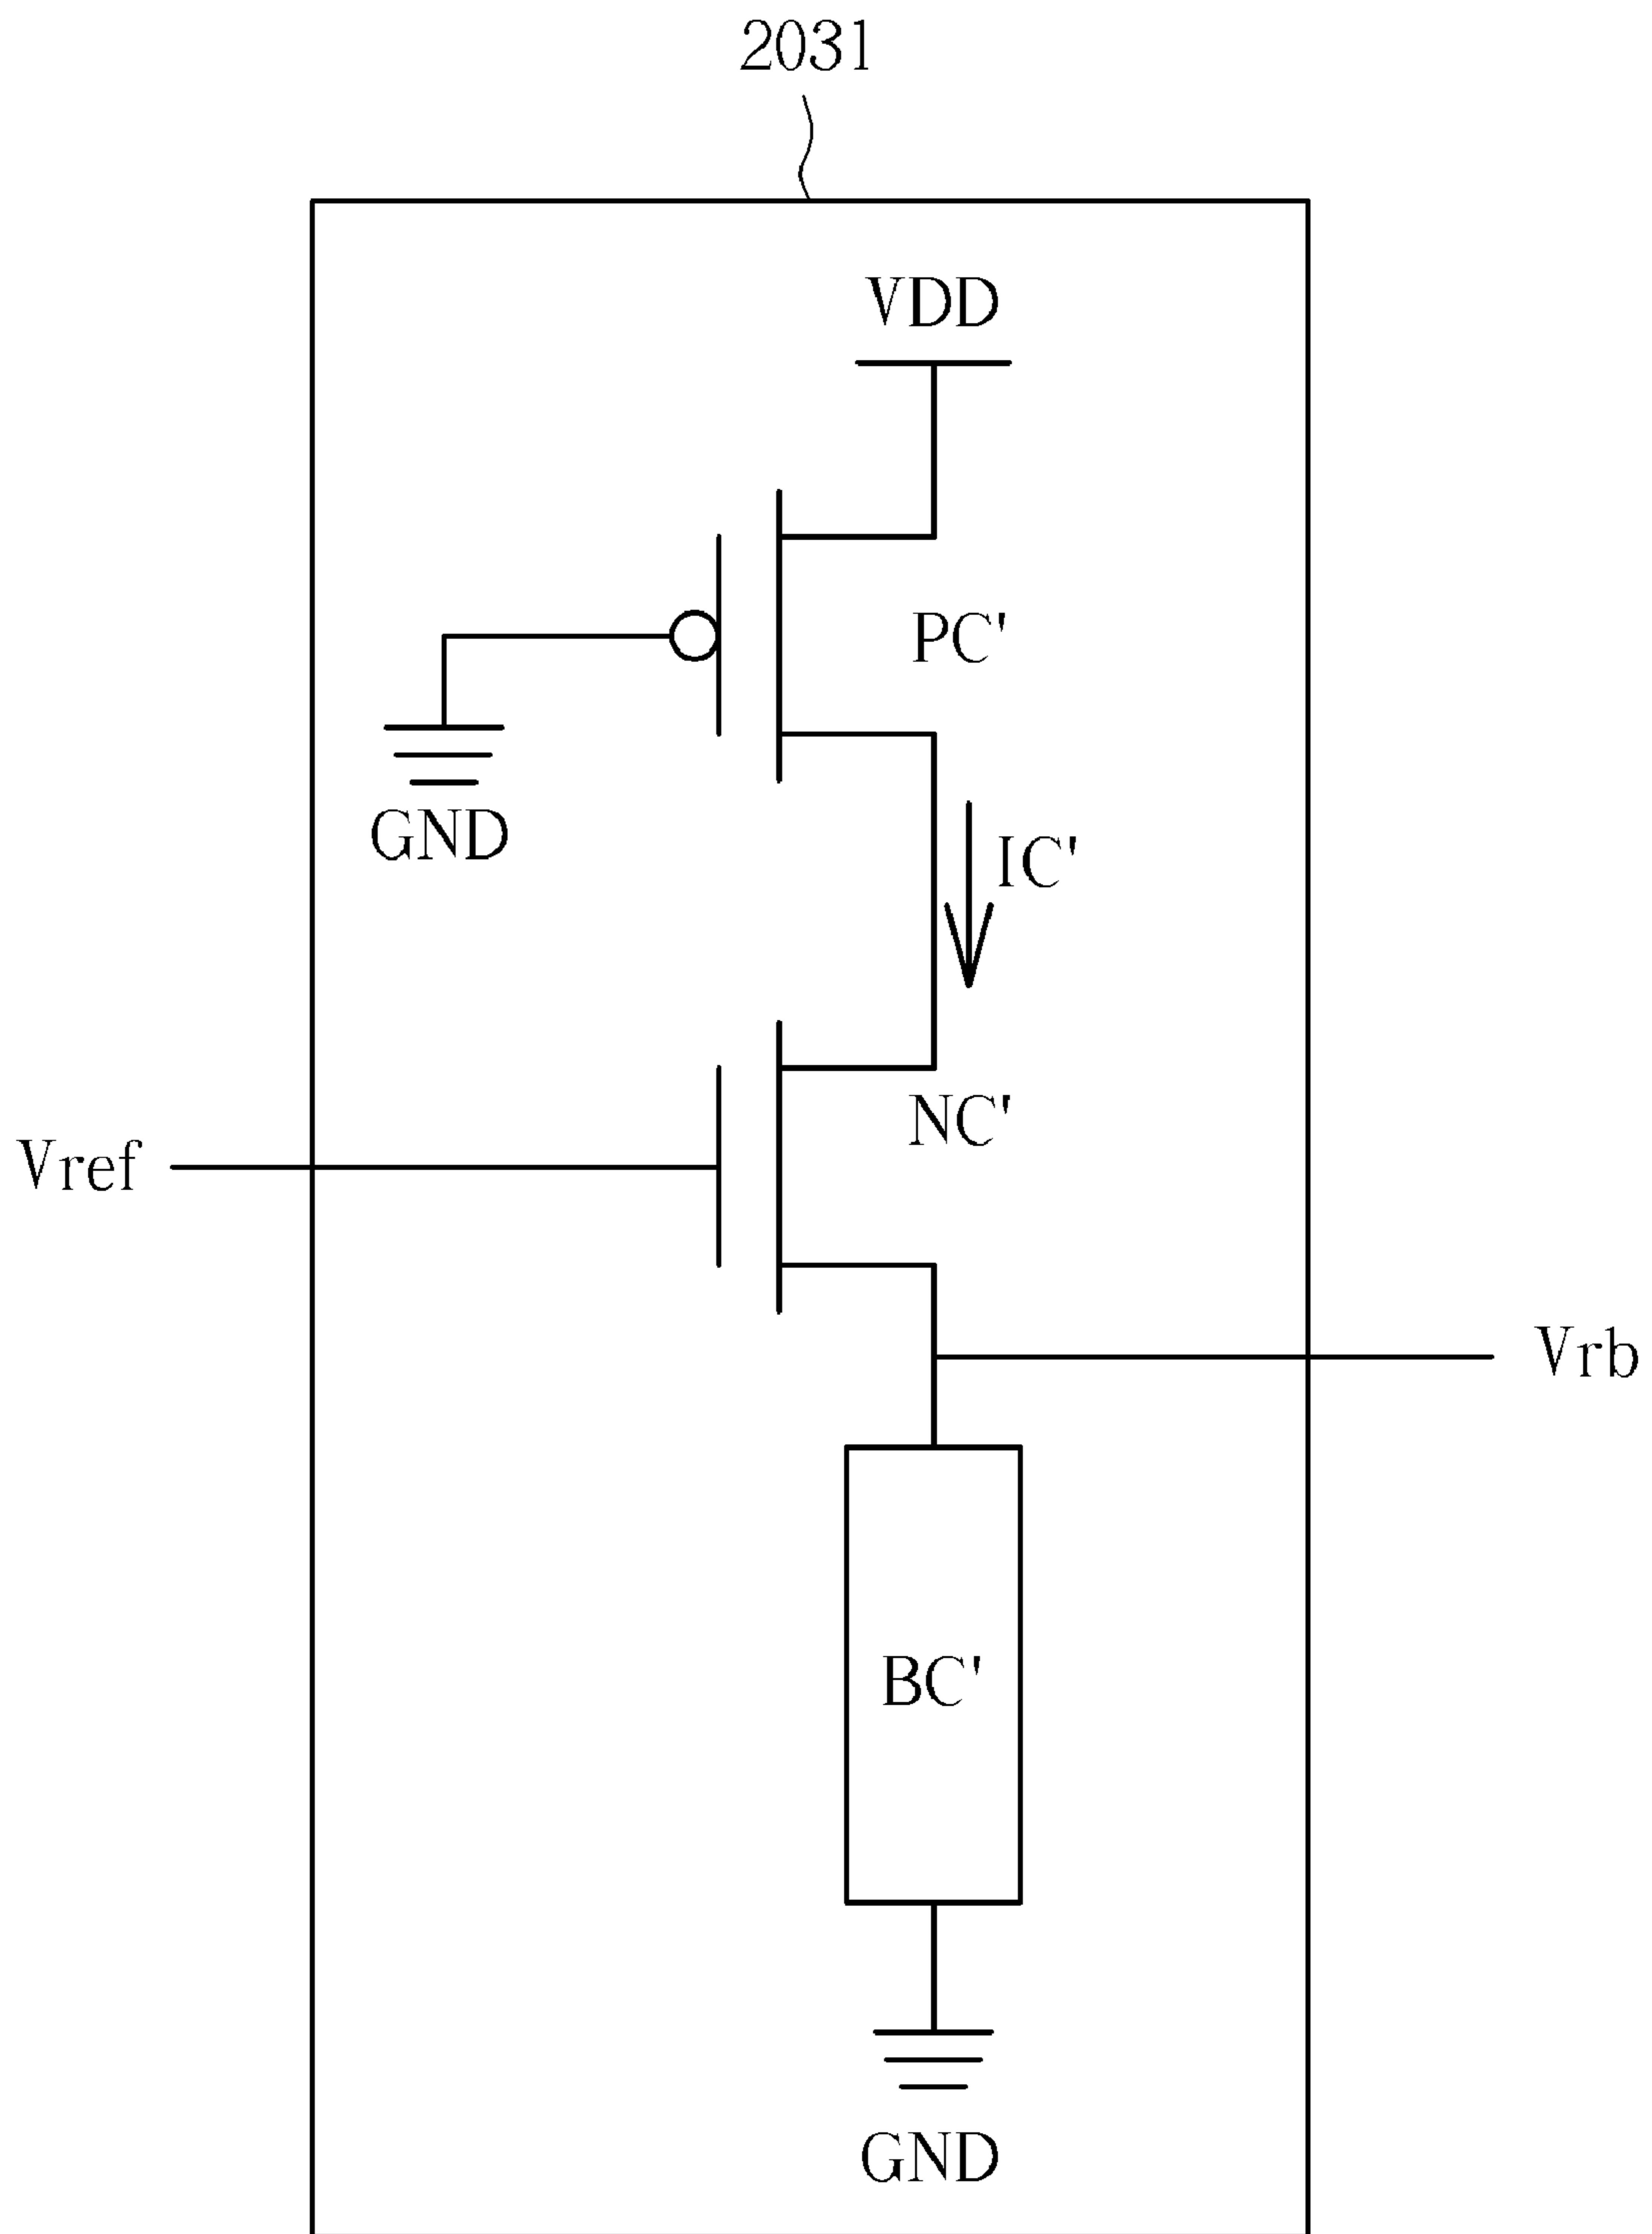 2031
VDD
PC'
GND
IC'
NC'
Vref
Vrb
BC'
GND